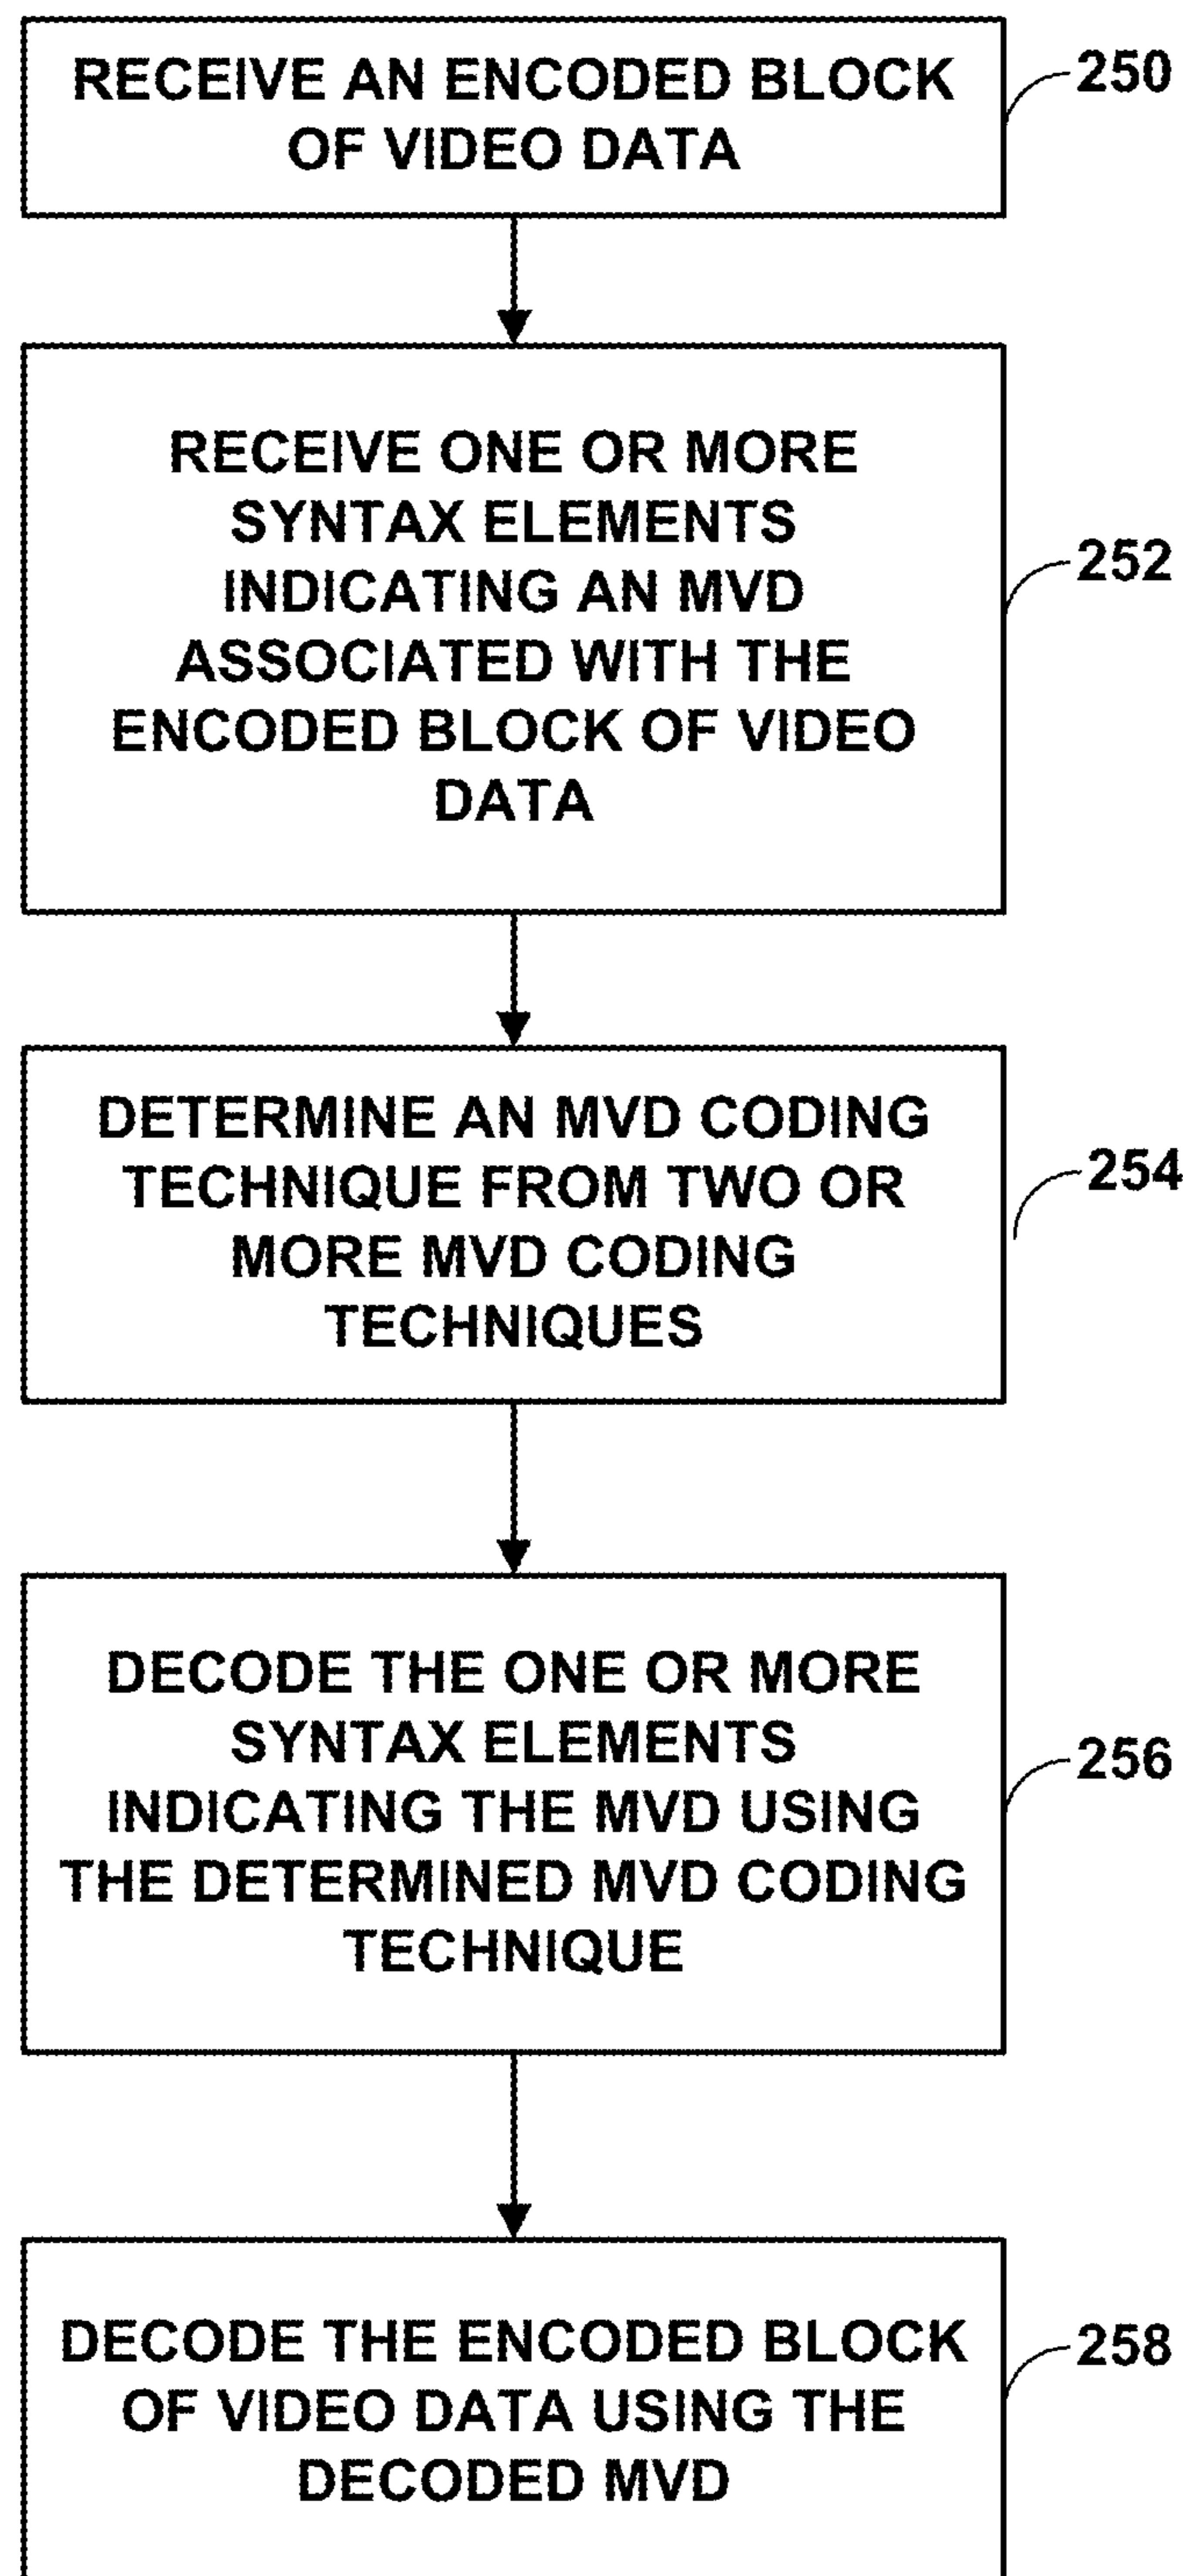 RECEIVE AN ENCODED BLOCK
OF VIDEO DATA
250
RECEIVE ONE OR MORE
SYNTAX ELEMENTS
INDICATING AN MVD
ASSOCIATED WITH THE
ENCODED BLOCK OF VIDEO
DATA
252
DETERMINE AN MVD CODING
TECHNIQUE FROM TWO OR
MORE MVD CODING
TECHNIQUES
254
DECODE THE ONE OR MORE
SYNTAX ELEMENTS
INDICATING THE MVD USING
THE DETERMINED MVD CODING
TECHNIQUE
256
DECODE THE ENCODED BLOCK
OF VIDEO DATA USING THE
DECODED MVD
258